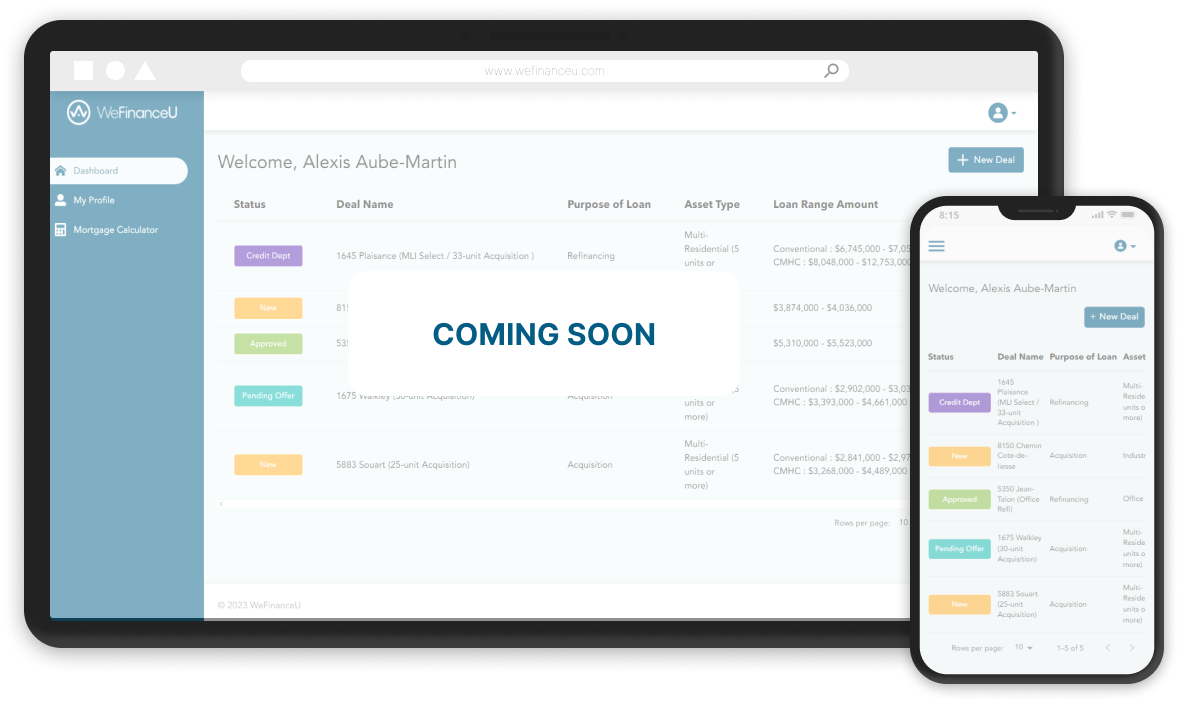 www.wefinanceu.com
WeFinanceU
Dashboard
My Profile
Mortgage Calculator
Welcome, Alexis Aube-Martin
+ New Deal
Status Deal Name Purpose of Loan Asset Type Loan Range Amount
Credit Dept
1645 Plaisance (MLI Select / 33-unit Acquisition )
Refinancing
Multi-
Residential (5
units or
Conventional : $6,745,000 - $7,05
CMHC : $8,048,000 - $12,753,000
New
815
$3,874,000 - $4,036,000
Approved
535
$5,310,000 - $5,523,000
COMING SOON
Pending Offer
1675 Walkley (30-unit Acquisition)
Acquisition
units or
more)
Conventional : $2,902,000 - $3,03
CMHC : $3,393,000 - $4,661,000
New
5883 Souart (25-unit Acquisition)
Acquisition
Multi-
Residential (5
units or
more)
Conventional : $2,841,000 - $2,97
CMHC : $3,268,000 - $4,489,000
Rows per page: 10
© 2023 WeFinanceU
8:15
Welcome, Alexis Aube-Martin
+ New Deal
Status Deal Name Purpose of Loan Asset
Credit Dept
1645
Plaisance
(MLI Select /
33-unit
Acquisition )
Refinancing
Multi-
Reside
units o
more)
New
8150 Chemin
Cote-de-
liesse
Acquisition
Industr
Approved
5350 Jean-
Talon (Office
Refi)
Refinancing
Office
Pending Offer
1675 Walkley
(30-unit
Acquisition)
Acquisition
Multi-
Reside
units o
more)
New
5883 Souart
(25-unit
Acquisition)
Acquisition
Multi-
Reside
units o
more)
Rows per page: 10 1–5 of 5